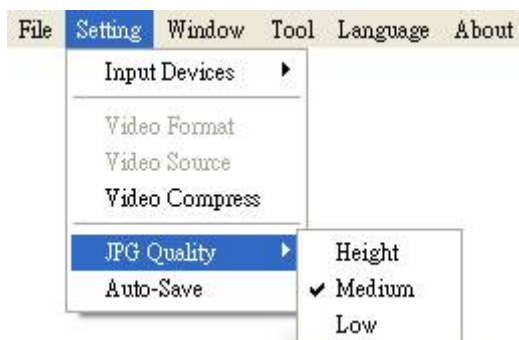 File Setting Window Tool Language About
Input Devices
Video Format
Video Source
Video Compress
JPG Quality
Height
Auto-Save
Medium
Low